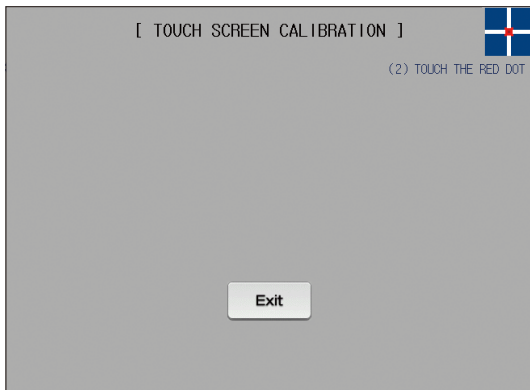 [ TOUCH SCREEN CALIBRATION ]
(2) TOUCH THE RED DOT
Exit